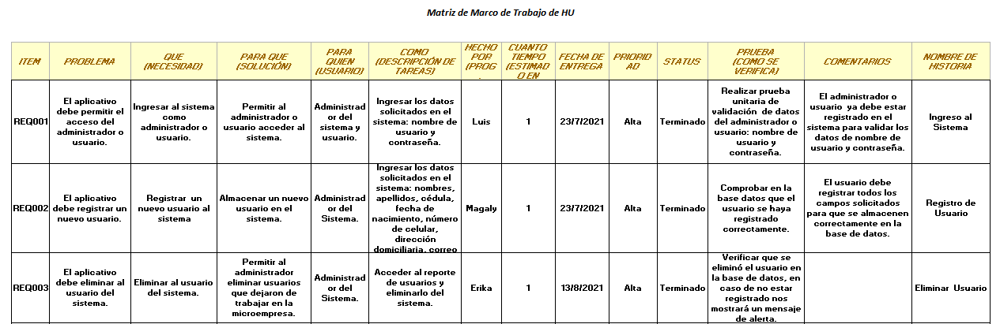 Matriz de Marco de Trabajo de HU
ITEM
PROBLEMA
QUE
(NECESIDAD)
PARA QUE
(SOLUCIÓN)
PARA
QUIEN
(USUARIO)
COMO
(DESCRIPCIÓN DE
TAREAS)
HECHO
POR
(PROG
.
CUANTO
TIEMPO
(ESTIMAD
O EN
FECHA DE
ENTREGA
PRIORID
AD
STATUS
PRUEBA
(COMO SE
VERIFICA)
COMENTARIOS
NOMBRE DE
HISTORIA
REQ001
El aplicativo
debe permitir el
acceso del
administrador o
usuario.
Ingresar al sistema
como
administrador o
usuario.
Permitir al
administrador o
usuario acceder al
sistema.
Administrad
or del
sistema y
usuario.
Ingresar los datos
solicitados en el
sistema: nombre de
usuario y
contraseña.
Luis
1
23/7/2021
Alta
Terminado
Realizar prueba
unitaria de
validación de datos
del administrador o
usuario: nombre de
usuario y
contraseña.
El administrador o
usuario ya debe estar
registrado en el
sistema para validar los
datos de nombre de
usuario y contraseña.
Ingreso al
Sistema
REQ002
El aplicativo
debe registrar un
nuevo usuario.
Registrar un
nuevo usuario al
sistema
Almacenar un nuevo
usuario en el
sistema.
Administrad
or del
Sistema.
Ingresar los datos
solicitados en el
sistema: nombres,
apellidos, cédula,
fecha de
nacimiento, número
de celular,
dirección
domiciliaria, correo
Magaly
1
23/7/2021
Alta
Terminado
Comprobar en la
base datos que el
usuario se haya
registrado
correctamente.
El usuario debe
registrar todos los
campos solicitados
para que se almacenen
correctamente en la
base de datos.
Registro de
Usuario
REQ003
El aplicativo
debe eliminar al
usuario del
sistema.
Eliminar al usuario
del sistema.
Permitir al
administrador
eliminar usuarios
que dejaron de
trabajar en la
microempresa.
Administrad
or del
Sistema.
Acceder al reporte
de usuarios y
eliminarlo del
sistema.
Erika
1
13/8/2021
Alta
Terminado
Verificar que se
eliminó el usuario en
la base de datos, en
caso de no estar
registrado nos
mostrará un mensaje
de alerta.
Eliminar Usuario